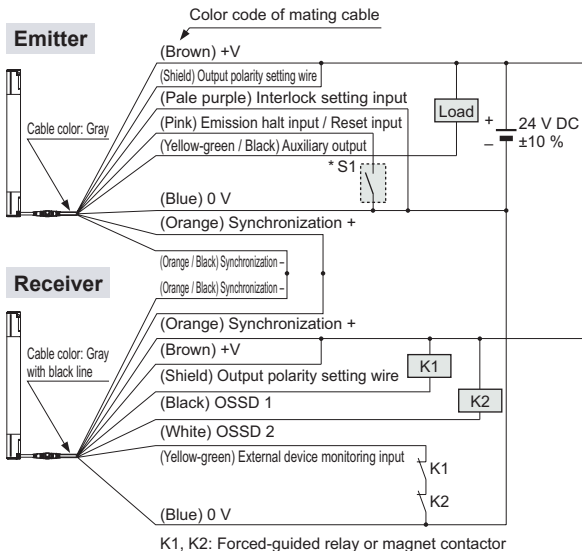 Color code of mating cable
Emitter
(Brown) +V
(Shield) Output polarity setting wire
(Pale purple) Interlock setting input
(Pink) Emission halt input / Reset input
(Yellow-green / Black) Auxiliary output
Cable color: Gray
Load
+
–
24 V DC
±10 %
* S1
(Blue) 0 V
(Orange) Synchronization +
(Orange / Black) Synchronization –
(Orange / Black) Synchronization –
Receiver
(Orange) Synchronization +
(Brown) +V
(Shield) Output polarity setting wire
(Black) OSSD 1
(White) OSSD 2
(Yellow-green) External device monitoring input
Cable color: Gray
with black line
K1
K2
K1
K2
(Blue) 0 V
K1, K2: Forced-guided relay or magnet contactor